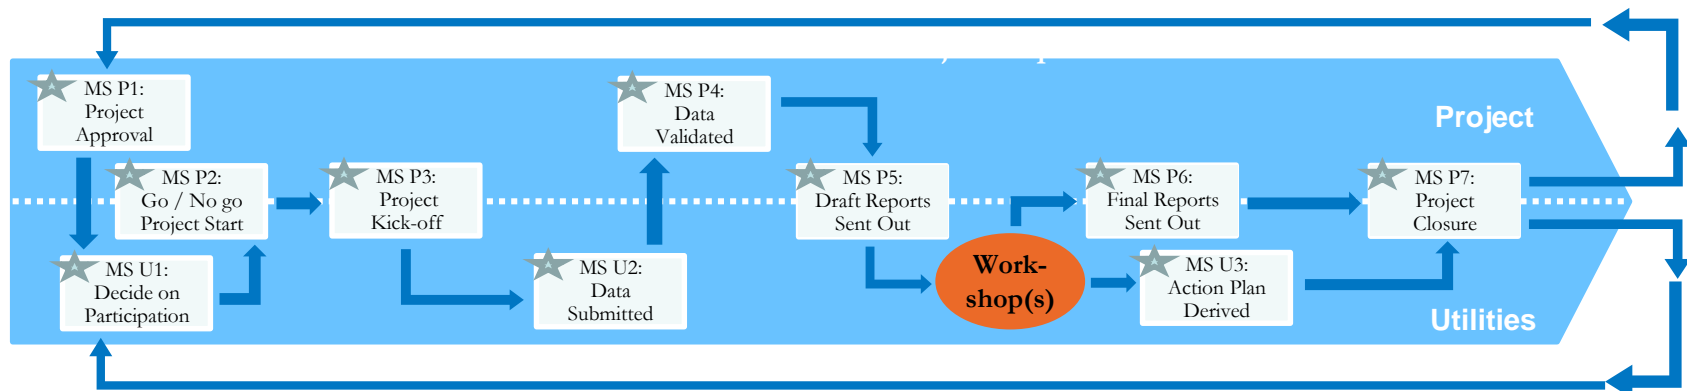 MS P1:
Project
Approval
MS P2:
Go / No go
Project Start
MS U1:
Decide on
Participation
MS P3:
Project
Kick-off
MS U2:
Data
Submitted
MS P4:
Data
Validated
MS P5:
Draft Reports
Sent Out
Work-
shop(s)
MS P6:
Final Reports
Sent Out
MS U3:
Action Plan
Derived
MS P7:
Project
Closure
Project
Utilities